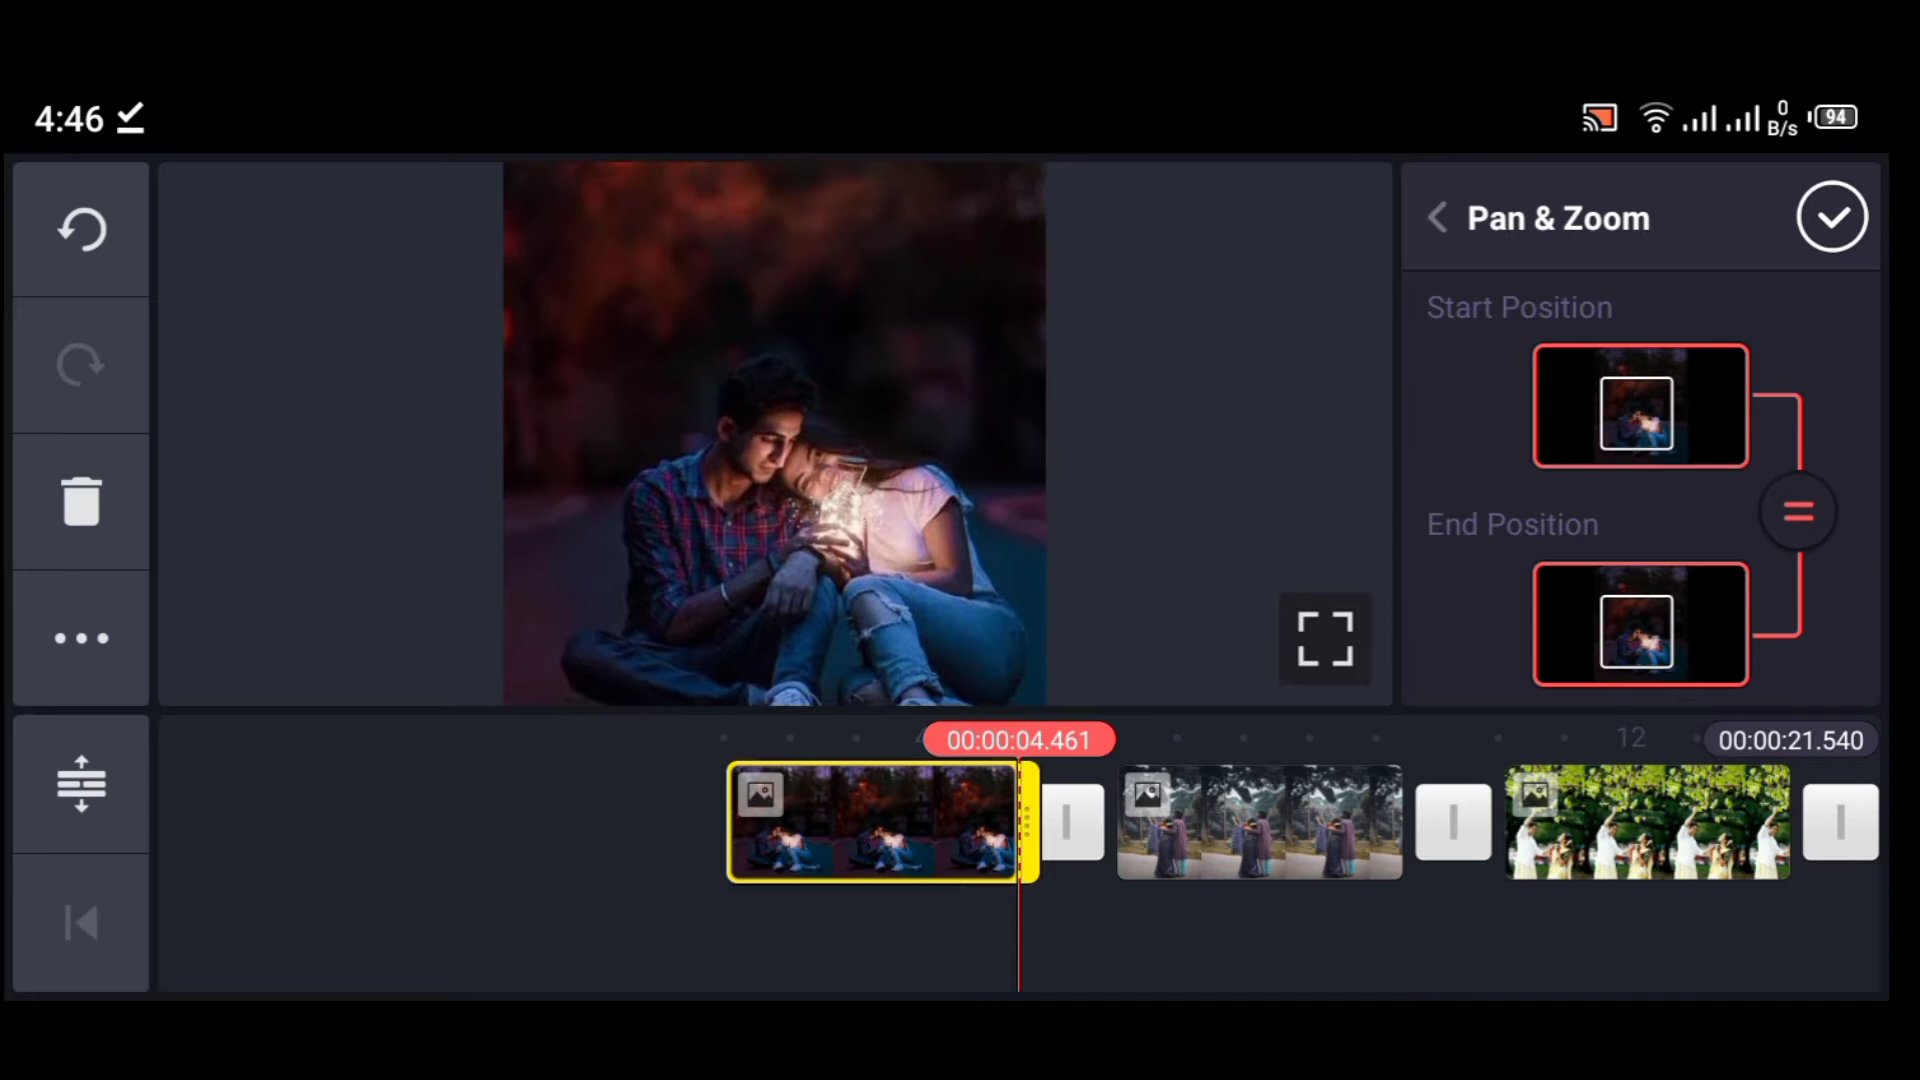 4:46
0
B/s
94
Pan & Zoom
Start Position
End Position
00:00:04.461
12
00:00:21.540